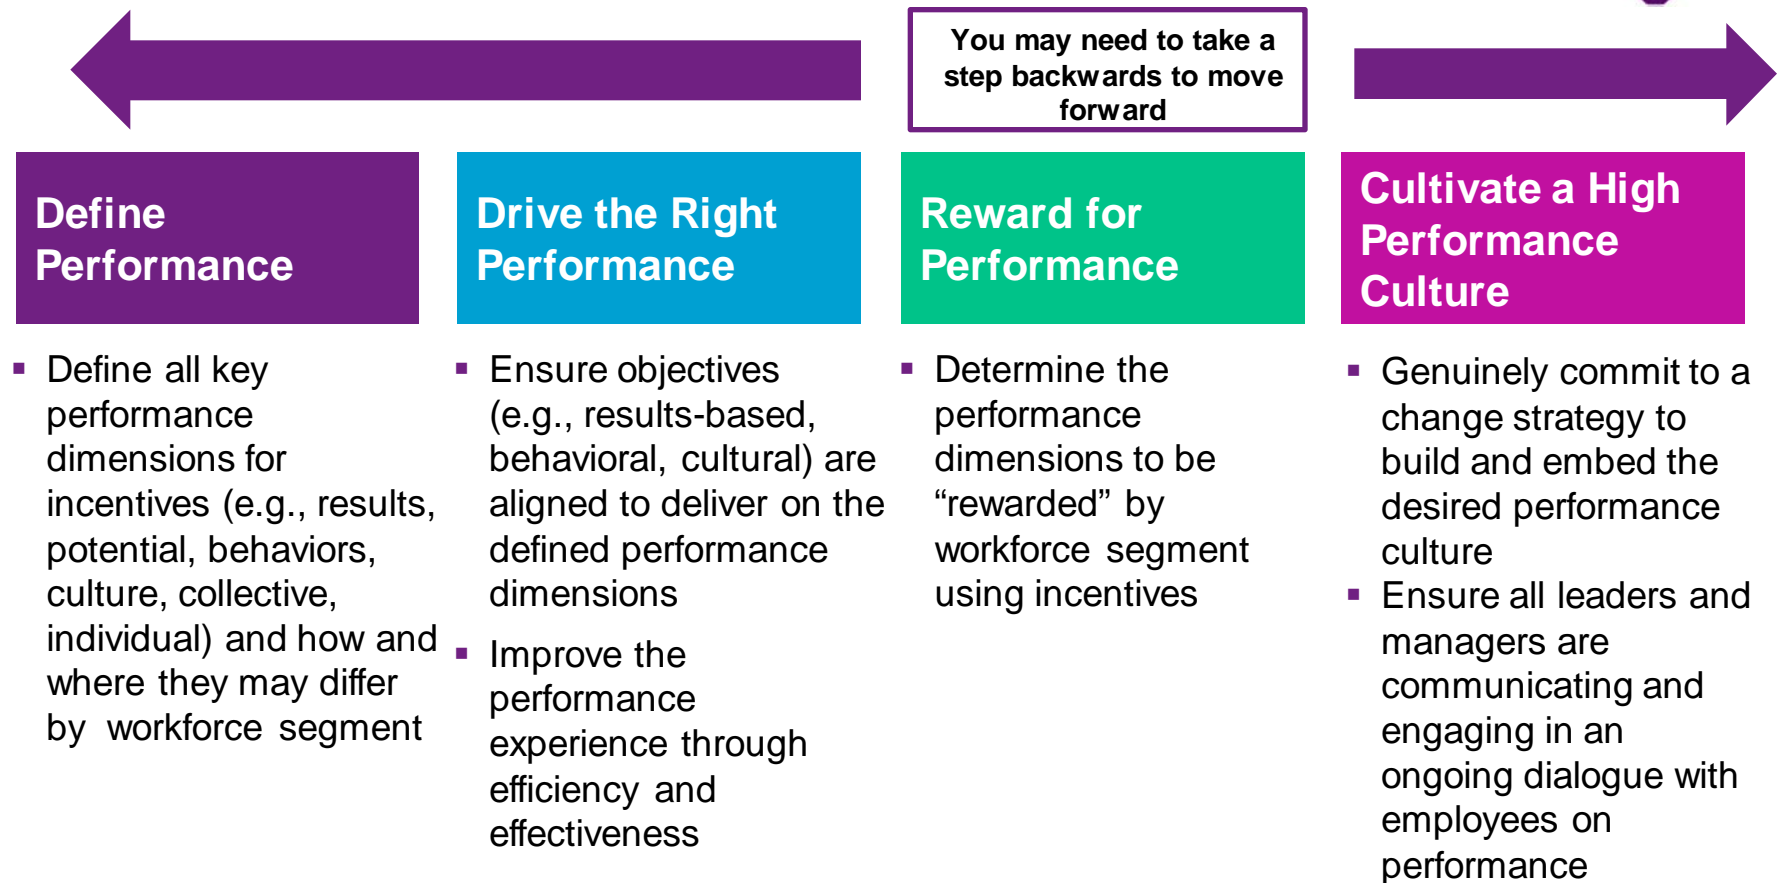 You may need to take a
step backwards to move
forward
Define
Performance
Drive the Right
Performance
Reward for
Performance
Cultivate a High
Performance
Culture
▪ Define all key
performance
dimensions for
incentives (e.g., results,
potential, behaviors,
culture, collective,
individual) and how and
where they may differ
by workforce segment
▪ Ensure objectives
(e.g., results-based,
behavioral, cultural) are
aligned to deliver on the
defined performance
dimensions
▪ Improve the
performance
experience through
efficiency and
effectiveness
▪ Determine the
performance
dimensions to be
“rewarded” by
workforce segment
using incentives
▪ Genuinely commit to a
change strategy to
build and embed the
desired performance
culture
▪ Ensure all leaders and
managers are
communicating and
engaging in an
ongoing dialogue with
employees on
performance